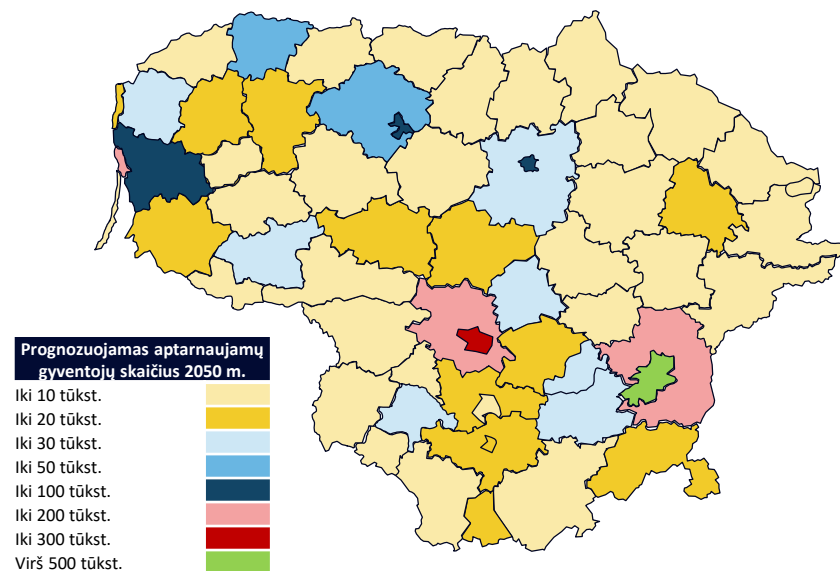 Prognozuojamas aptarnaujamų
gyventojų skaičius 2050 m.
Iki 10 tūkst.
Iki 20 tūkst.
Iki 30 tūkst.
Iki 50 tūkst.
Iki 100 tūkst.
Iki 200 tūkst.
Iki 300 tūkst.
Virš 500 tūkst.